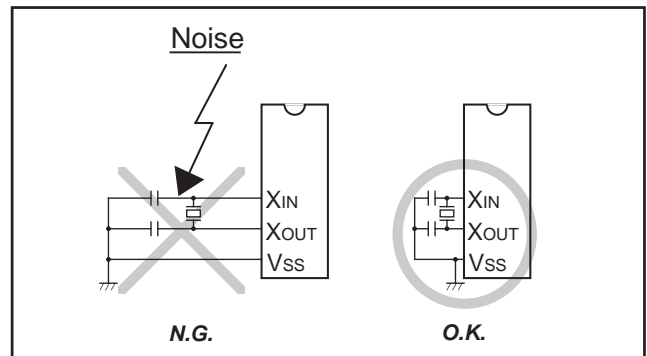 Noise
XIN
XOUT
VSS
XIN
XOUT
VSS
N.G.
O.K.